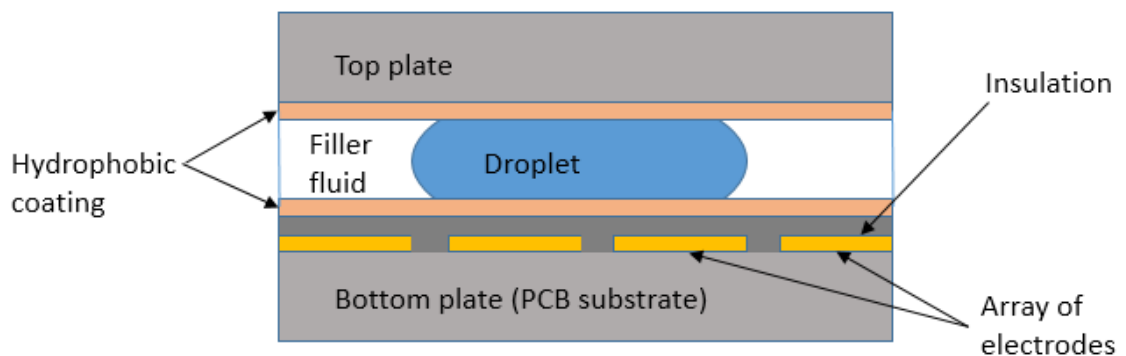 Top plate
Insulation
Filler
fluid
Droplet
Hydrophobic
coating
Bottom plate (PCB substrate)
Array of
electrodes